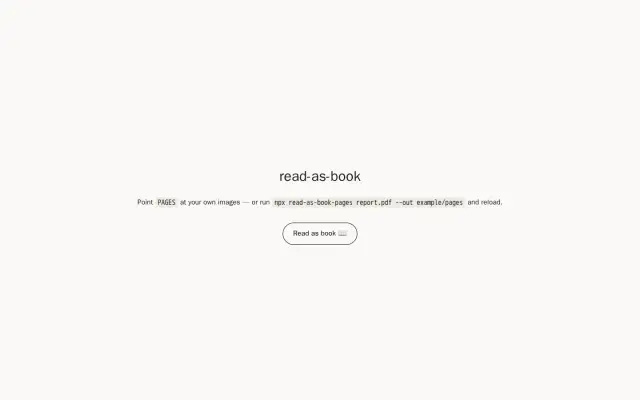 read-as-book
Point PAGES at your own images — or run npx read-as-book-pages report.pdf --out example/pages and reload.
Read as book 📖